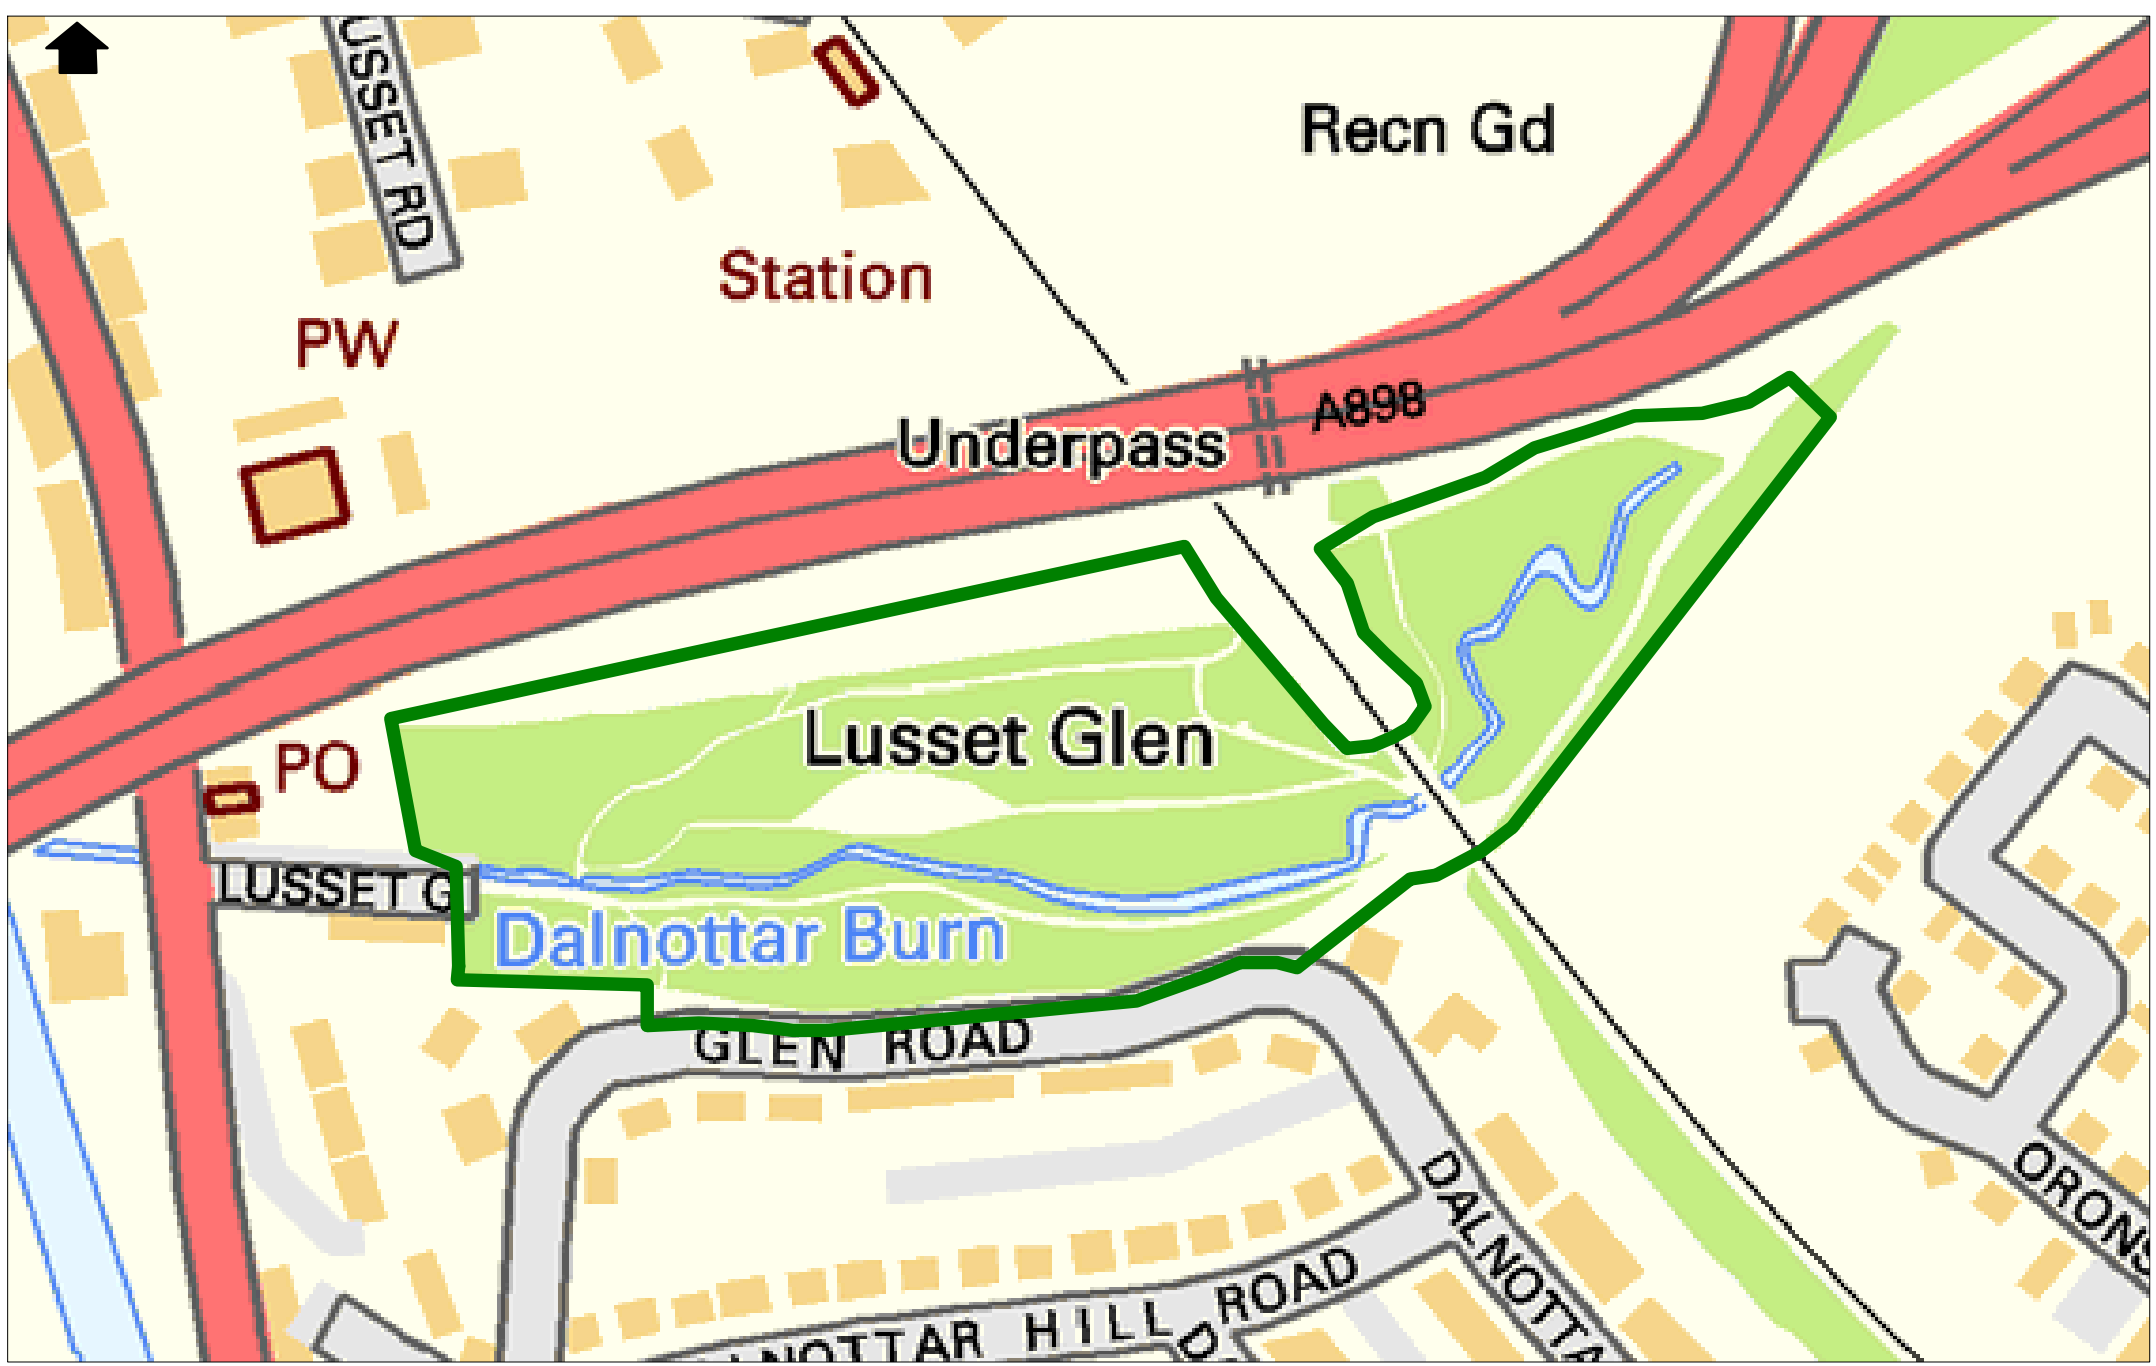 USSET RD
Recn Gd
Station
PW
A898
Underpass
Lusset Glen
PO
LUSSET G
Dalnottar Burn
GLEN ROAD
DALNOTTA
ORONS
NOTTAR HILL ROAD
D